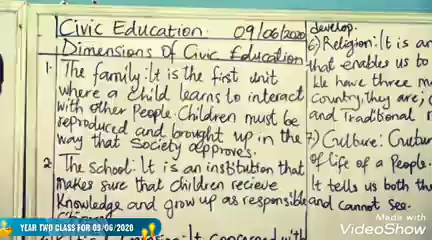 Civic Education. 09/06/2020
Dimensions Of Civic Education
1. The family: It is the first unit
where a child learns to interact
with other People. Children must be
reproduced and brought up in the
way that Society approves.
2. The School: It is an institution that
makes sure that children recieve
Knowledge and grow up as responsible
develop.
6) Religion: It is an
that enables us to
have three m
Country, they are;
and Traditional
7) Culture:
of life of a People.
It tells us both the
and cannot see.
YEAR TWO CLASS FOR 09/06/2020
Made with
VideoShow